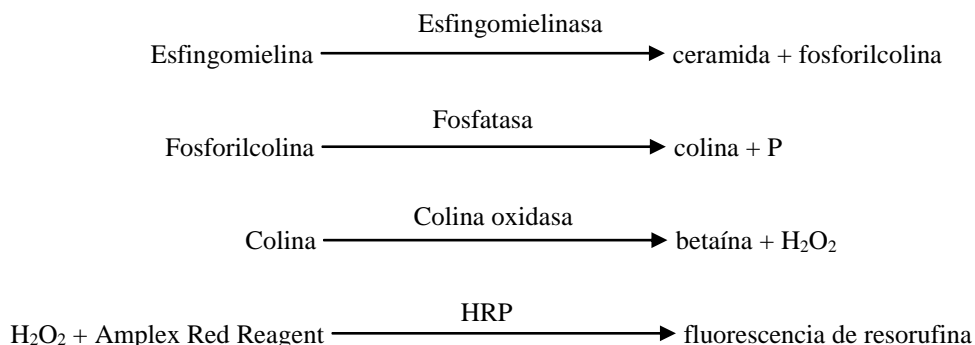 Esfingomielinasa
Esfingomielina ceramida + fosforilcolina
Fosfatasa
Fosforilcolina colina + P
Colina oxidasa
Colina betaína + H₂O₂
HRP
H₂O₂ + Amplex Red Reagent fluorescencia de resorufina